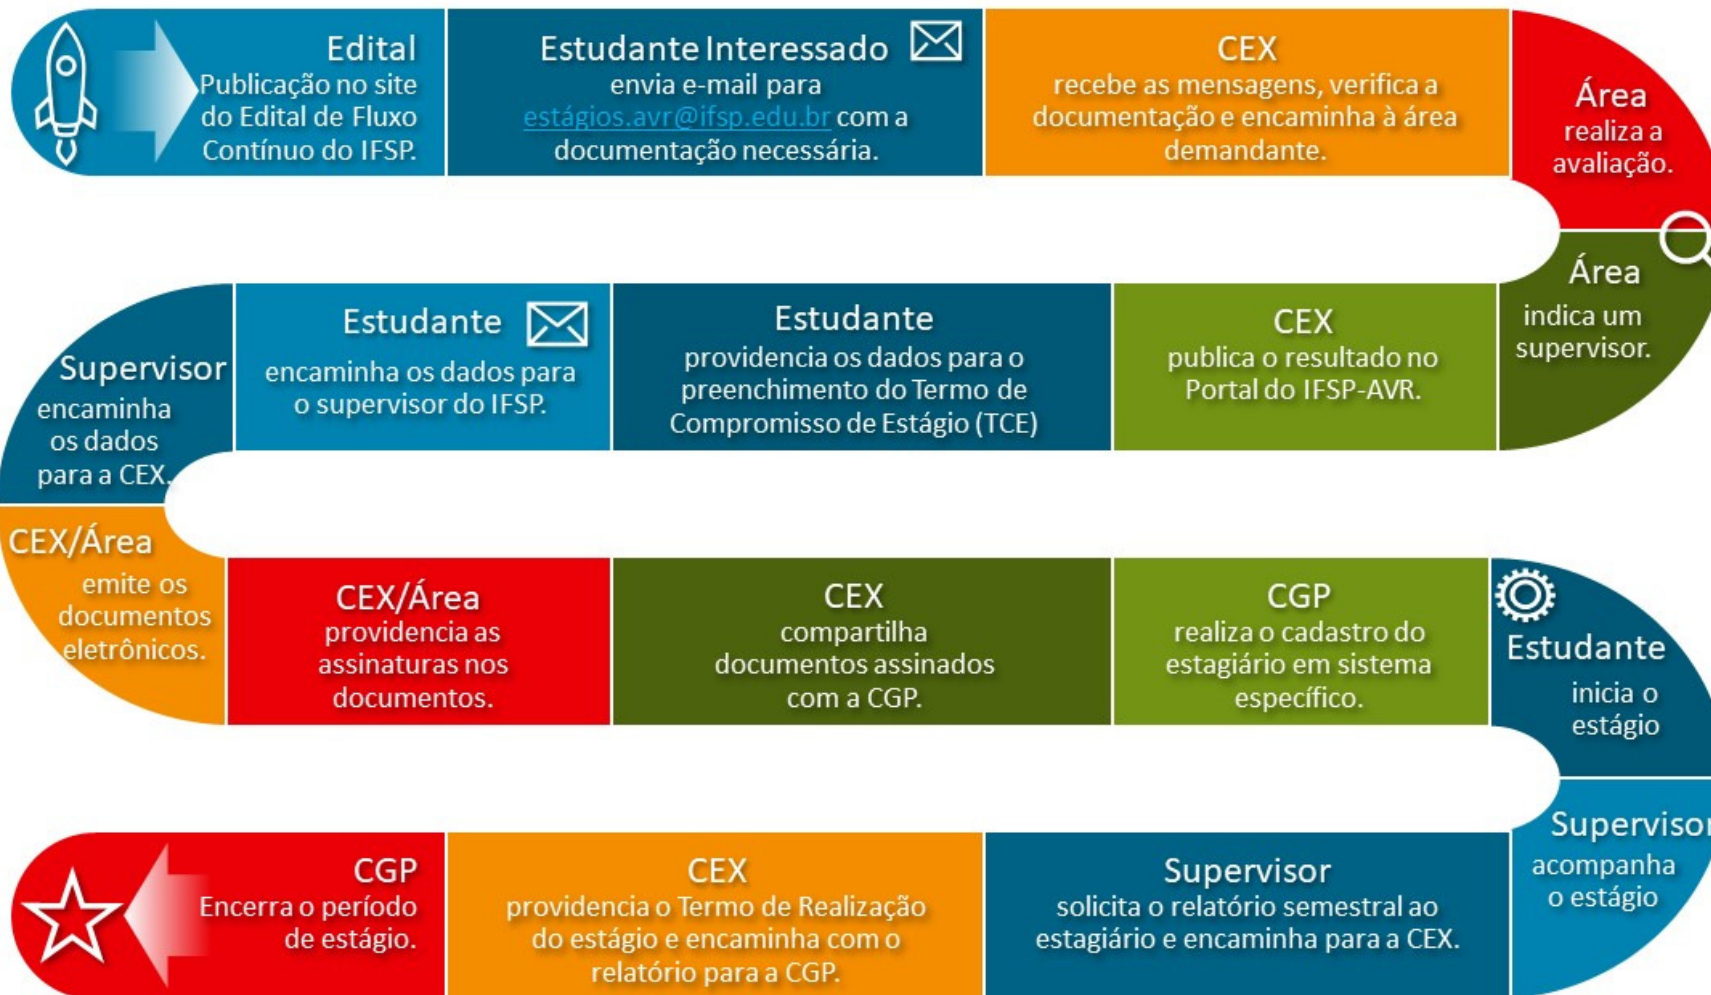 Edital
Publicação no site
do Edital de Fluxo
Contínuo do IFSP.
Estudante Interessado
envia e-mail para
estágios.avr@ifsp.edu.br com a
documentação necessária.
CEX
recebe as mensagens, verifica a
documentação e encaminha à área
demandante.
Área
realiza a
avaliação.
Área
indica um
supervisor.
CEX
publica o resultado no
Portal do IFSP-AVR.
Estudante
providencia os dados para o
preenchimento do Termo de
Compromisso de Estágio (TCE)
Estudante
encaminha os dados para
o supervisor do IFSP.
Supervisor
encaminha
os dados
para a CEX.
CEX/Área
emite os
documentos
eletrônicos.
CEX/Área
providencia as
assinaturas nos
documentos.
CEX
compartilha
documentos assinados
com a CGP.
CGP
realiza o cadastro do
estagiário em sistema
específico.
Estudante
inicia o
estágio
Supervisor
acompanha
o estágio
Supervisor
solicita o relatório semestral ao
estagiário e encaminha para a CEX.
CEX
providencia o Termo de Realização
do estágio e encaminha com o
relatório para a CGP.
CGP
Encerra o período
de estágio.